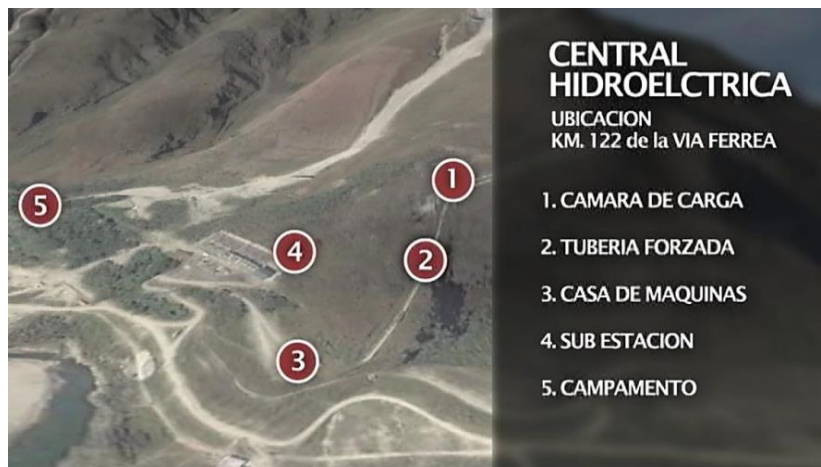 CENTRAL
HIDROELCTRICA
UBICACION
KM. 122 de la VIA FERREA
1. CAMARA DE CARGA
2. TUBERIA FORZADA
3. CASA DE MAQUINAS
4. SUB ESTACION
5. CAMPAMENTO
1
5
4
2
3